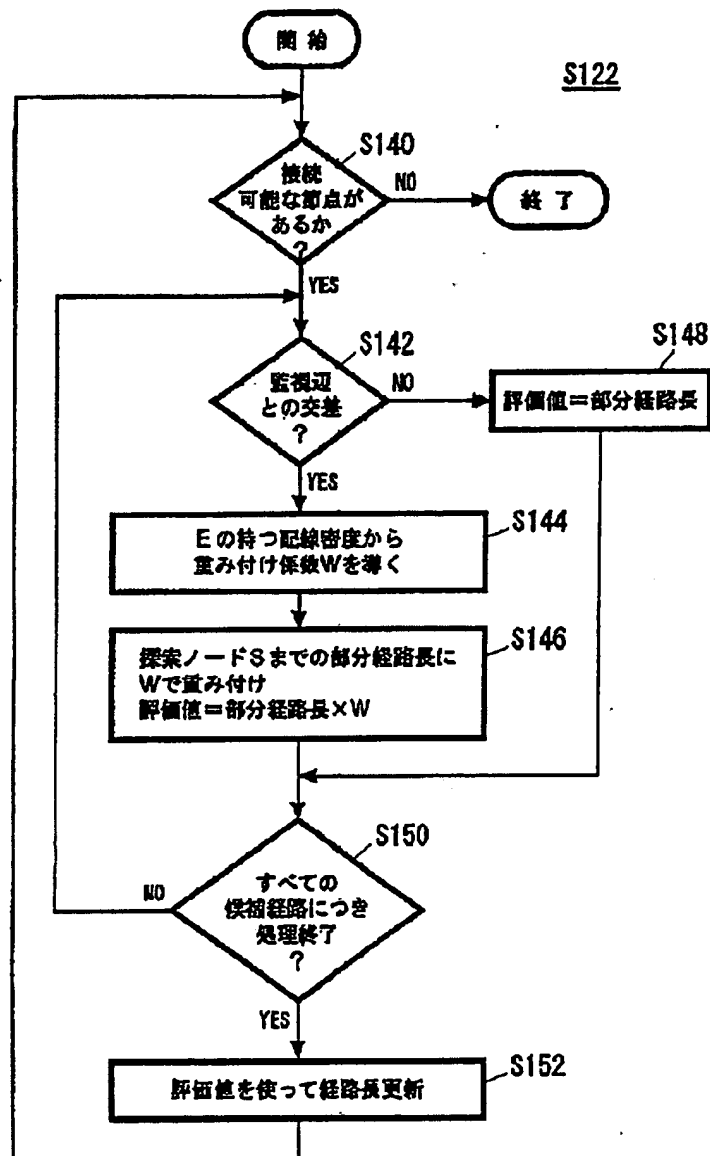 開始
S122
S140
接続
可能な節点が
あるか
?
NO
終了
YES
S142
監視辺
との交差
?
NO
S148
評価値=部分経路長
YES
S144
Eの持つ配線密度から
重み付け係数Wを導く
S146
探索ノードSまでの部分経路長に
Wで重み付け
評価値=部分経路長×W
S150
すべての
候補経路につき
処理終了
?
NO
YES
S152
評価値を使って経路長更新